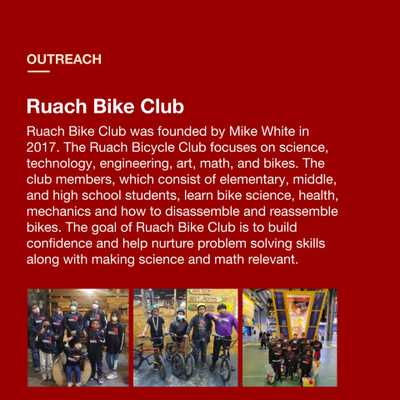 OUTREACH
Ruach Bike Club
Ruach Bike Club was founded by Mike White in
2017. The Ruach Bicycle Club focuses on science,
technology, engineering, art, math, and bikes. The
club members, which consist of elementary, middle,
and high school students, learn bike science, health,
mechanics and how to disassemble and reassemble
bikes. The goal of Ruach Bike Club is to build
confidence and help nurture problem solving skills
along with making science and math relevant.